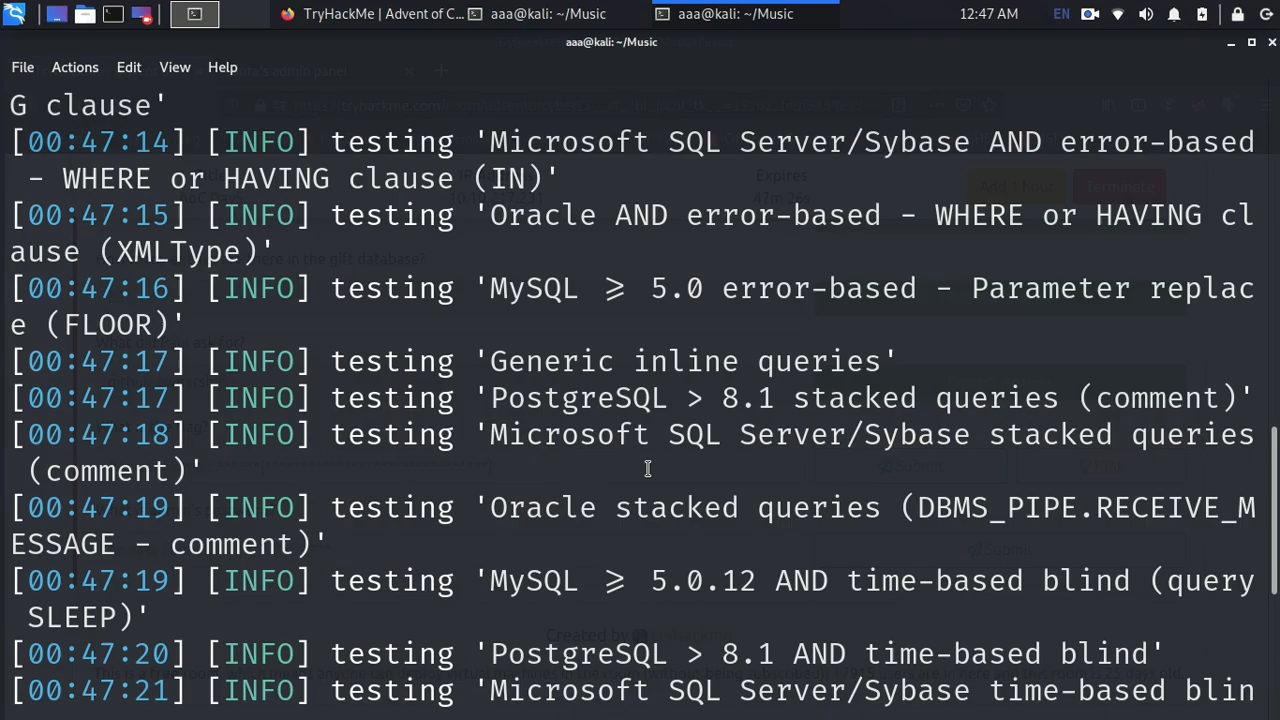 TryHackMe | Advent of C...
aaa@kali: ~/Music
aaa@kali: ~/Music
12:47 AM
EN
aaa@kali: ~/Music
File Actions Edit View Help
G clause'
[00:47:14] [INFO] testing 'Microsoft SQL Server/Sybase AND error-based
- WHERE or HAVING clause (IN)'
[00:47:15] [INFO] testing 'Oracle AND error-based - WHERE or HAVING cl
ause (XMLType)'
[00:47:16] [INFO] testing 'MySQL ≥ 5.0 error-based - Parameter replac
e (FLOOR)'
[00:47:17] [INFO] testing 'Generic inline queries'
[00:47:17] [INFO] testing 'PostgreSQL > 8.1 stacked queries (comment)'
[00:47:18] [INFO] testing 'Microsoft SQL Server/Sybase stacked queries
(comment)'
[00:47:19] [INFO] testing 'Oracle stacked queries (DBMS_PIPE.RECEIVE_M
ESSAGE - comment)'
[00:47:19] [INFO] testing 'MySQL ≥ 5.0.12 AND time-based blind (query
SLEEP)'
[00:47:20] [INFO] testing 'PostgreSQL > 8.1 AND time-based blind'
[00:47:21] [INFO] testing 'Microsoft SQL Server/Sybase time-based blin